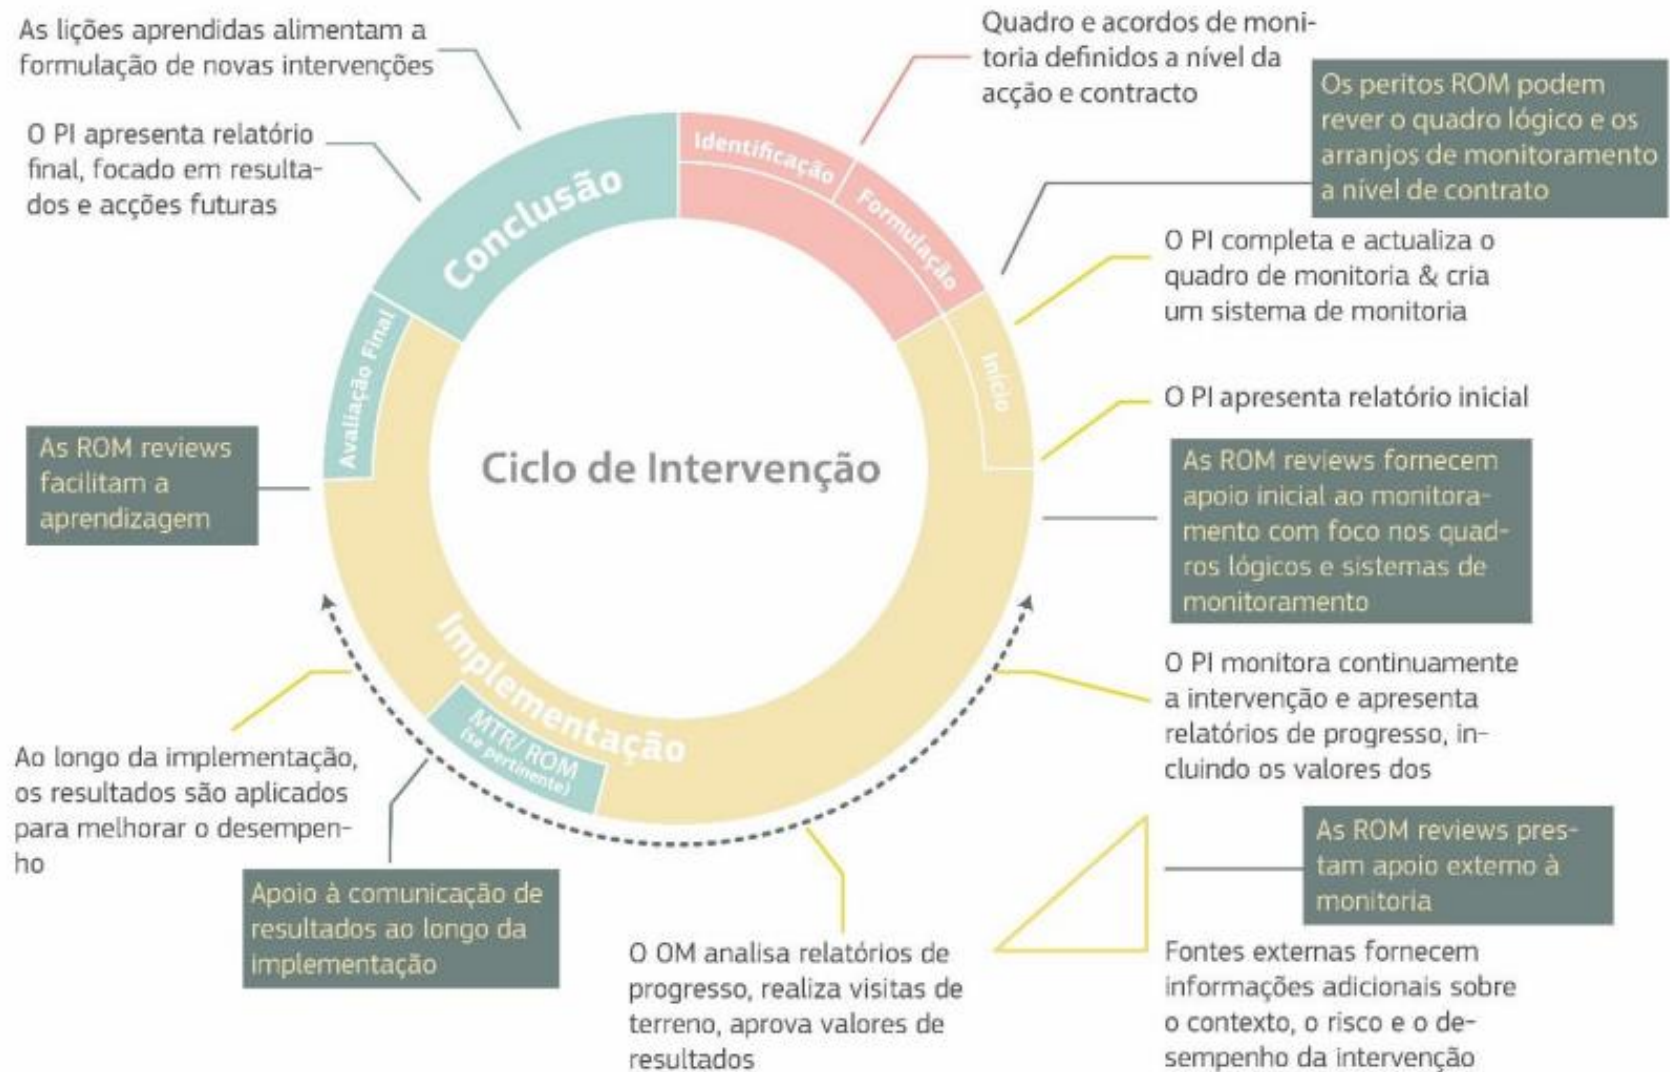 As lições aprendidas alimentam a
formulação de novas intervenções
O PI apresenta relatório
final, focado em resulta-
dos e acções futuras
Quadro e acordos de moni-
toria definidos a nível da
acção e contracto
Os peritos ROM podem
rever o quadro lógico e os
arranjos de monitoramento
a nível de contrato
O PI completa e actualiza o
quadro de monitoria & cria
um sistema de monitoria
O PI apresenta relatório inicial
As ROM reviews fornecem
apoio inicial ao monitora-
mento com foco nos quad-
ros lógicos e sistemas de
monitoramento
O PI monitora continuamente
a intervenção e apresenta
relatórios de progresso, in-
cluindo os valores dos
As ROM reviews pres-
tam apoio externo à
monitoria
Fontes externas fornecem
informações adicionais sobre
o contexto, o risco e o de-
sempenho da intervenção
O OM analisa relatórios de
progresso, realiza visitas de
terreno, aprova valores de
resultados
Apoio à comunicação de
resultados ao longo da
implementação
Ao longo da implementação,
os resultados são aplicados
para melhorar o desempen-
ho
As ROM reviews
facilitam a
aprendizagem
Identificação
Formulação
Início
Implementação
MTR/ ROM
(se pertinente)
Avaliação Final
Conclusão
Ciclo de Intervenção